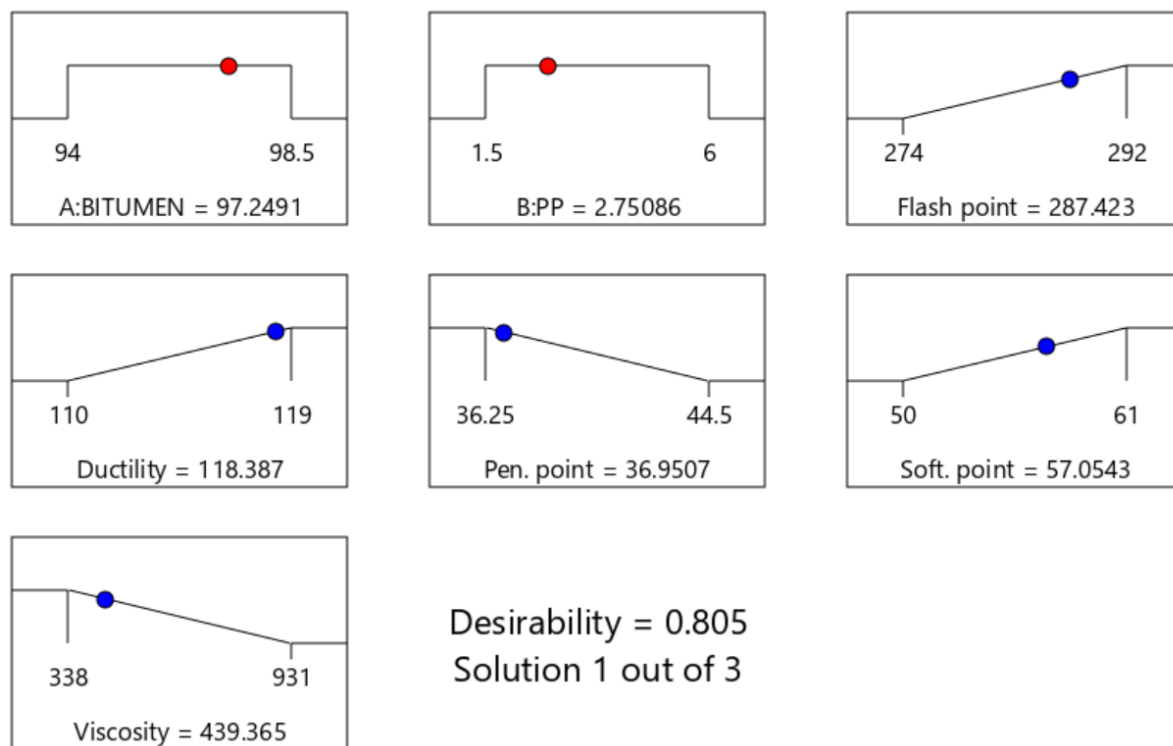 94 98.5
A:BITUMEN = 97.2491
1.5 6
B:PP = 2.75086
274 292
Flash point = 287.423
110 119
Ductility = 118.387
36.25 44.5
Pen. point = 36.9507
50 61
Soft. point = 57.0543
338 931
Viscosity = 439.365
Desirability = 0.805
Solution 1 out of 3